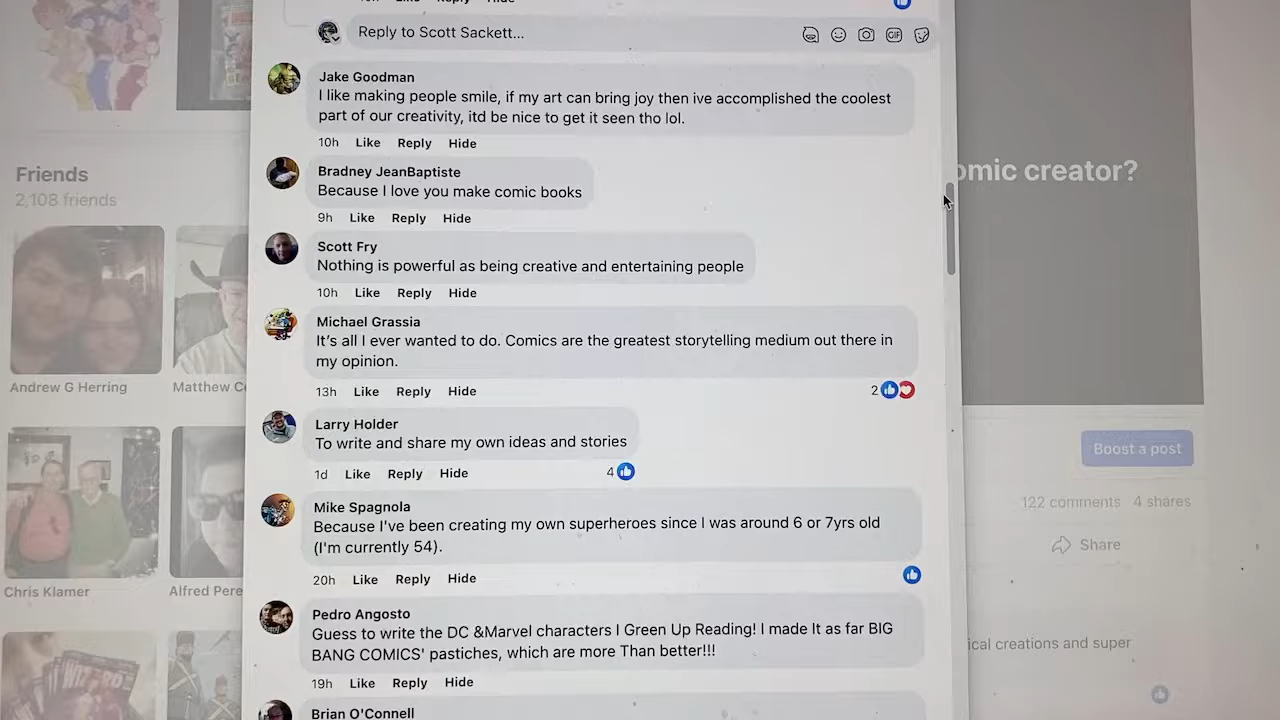 Reply to Scott Sackett...
GIF
Jake Goodman
I like making people smile, if my art can bring joy then ive accomplished the coolest
part of our creativity, itd be nice to get it seen tho lol.
10h Like Reply Hide
Bradney JeanBaptiste
Because I love you make comic books
9h Like Reply Hide
Scott Fry
Nothing is powerful as being creative and entertaining people
10h Like Reply Hide
Michael Grassia
It's all I ever wanted to do. Comics are the greatest storytelling medium out there in
my opinion.
13h Like Reply Hide 2
Larry Holder
To write and share my own ideas and stories
1d Like Reply Hide 4
Mike Spagnola
Because I've been creating my own superheroes since I was around 6 or 7yrs old
(I'm currently 54).
20h Like Reply Hide
Pedro Angosto
Guess to write the DC &Marvel characters I Green Up Reading! I made It as far BIG
BANG COMICS' pastiches, which are more Than better!!!
19h Like Reply Hide
Brian O'Connell
Friends
2,108 friends
Andrew G Herring
Matthew
Chris Klamer
Alfred
comic creator?
Boost a post
122 comments 4 shares
Share
ical creations and super